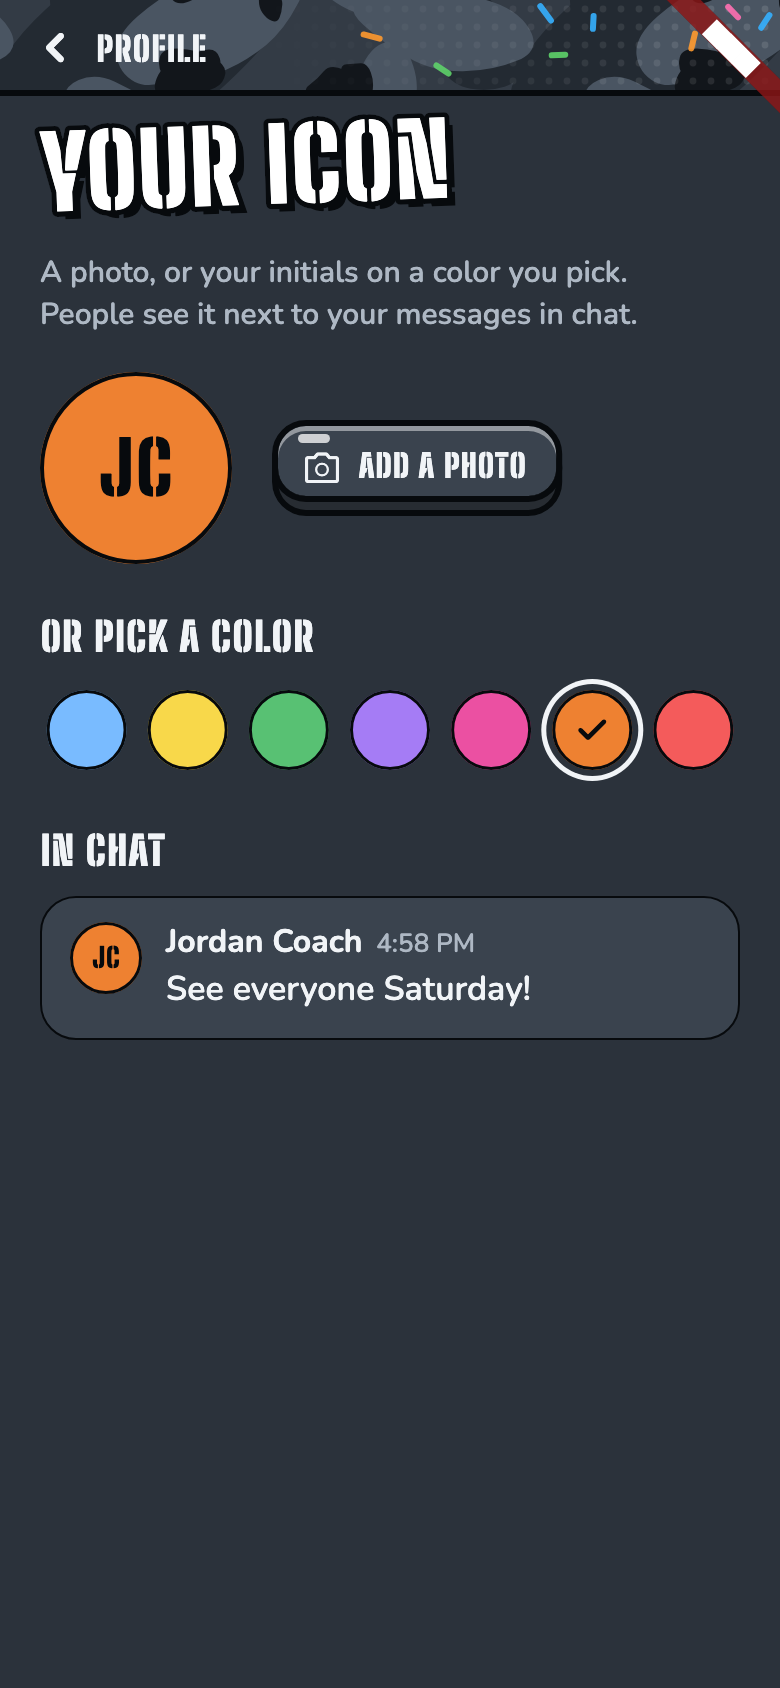 PROFILE
YOUR ICON
A photo, or your initials on a color you pick.
People see it next to your messages in chat.
JC
ADD A PHOTO
OR PICK A COLOR
IN CHAT
JC
Jordan Coach 4:58 PM
See everyone Saturday!